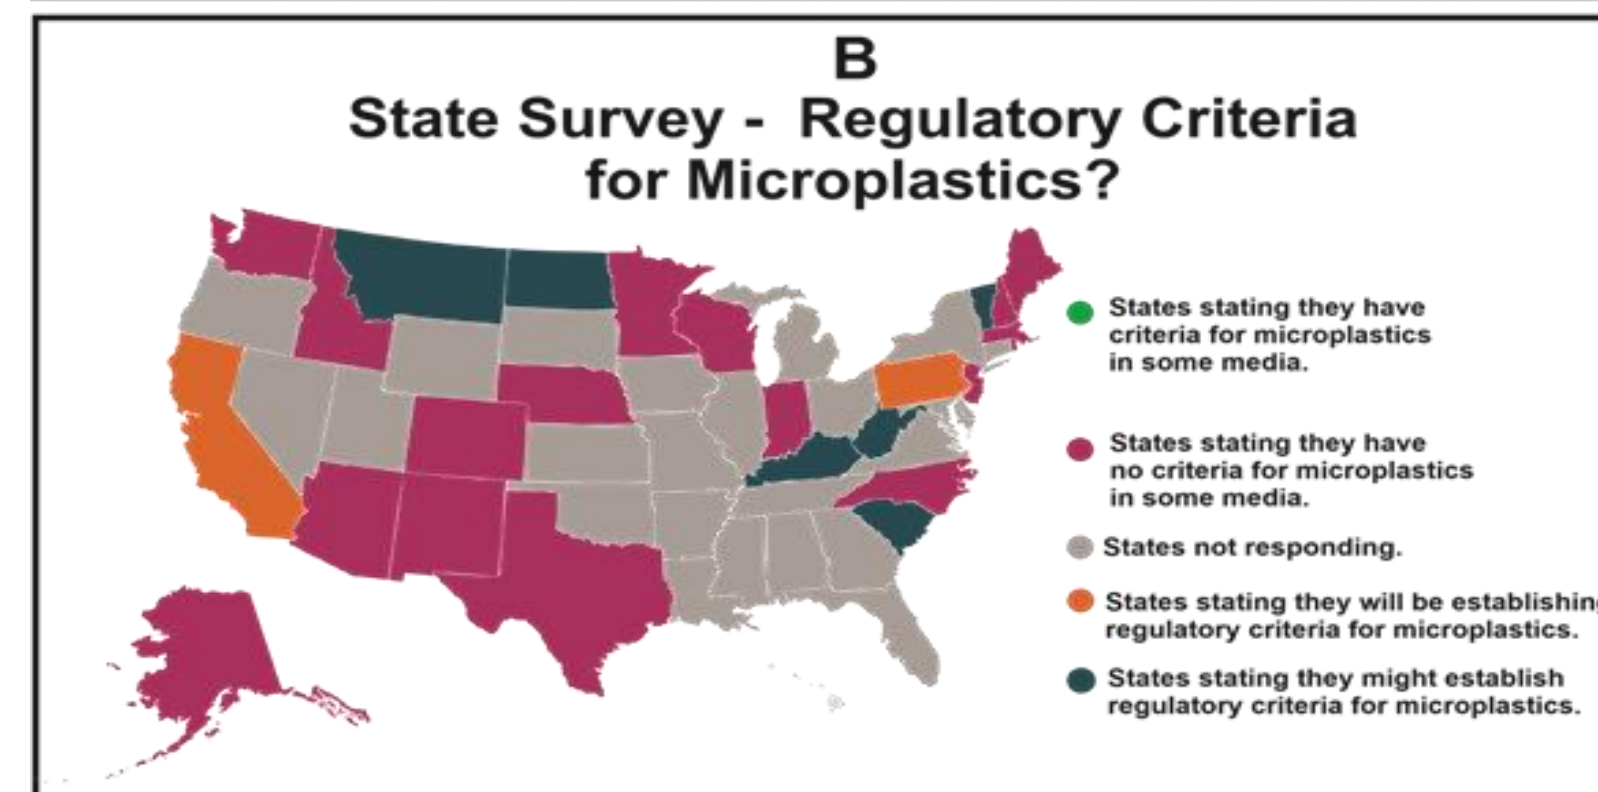 B
State Survey - Regulatory Criteria
for Microplastics?
States stating they have
criteria for microplastics
in some media.
States stating they have
no criteria for microplastics
in some media.
States not responding.
States stating they will be establishing
regulatory criteria for microplastics.
States stating they might establish
regulatory criteria for microplastics.